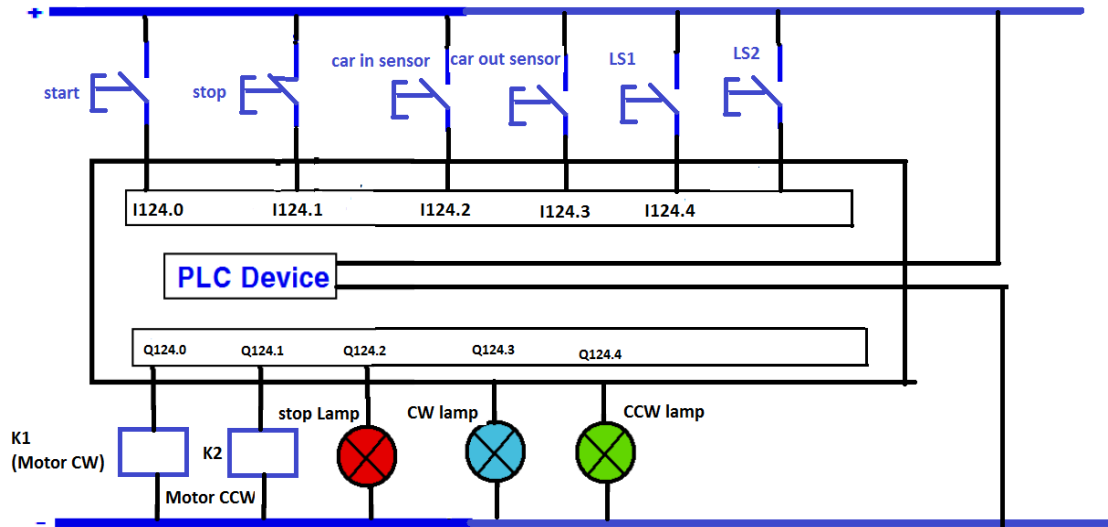 +
start
stop
car in sensor
car out sensor
LS1
LS2
I124.0
I124.1
I124.2
I124.3
I124.4
PLC Device
Q124.0
Q124.1
Q124.2
Q124.3
Q124.4
K1
(Motor CW)
K2
Motor CCW
stop Lamp
CW lamp
CCW lamp
-